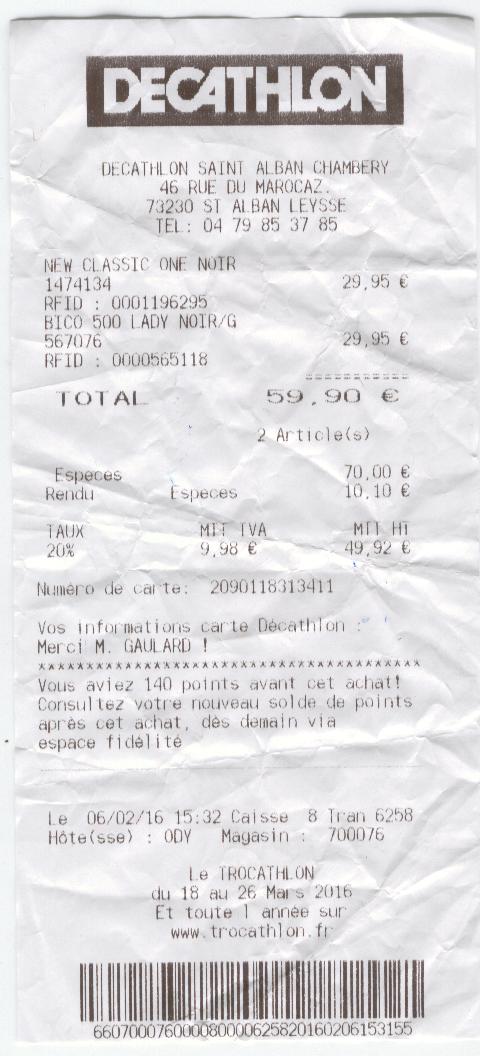 DECATHLON
DECATHLON SAINT ALBAN CHAMBERY
46 RUE DU MAROCAZ.
73230 ST ALBAN LEYSSE
TEL: 04 79 85 37 85
NEW CLASSIC ONE NOIR
1474134 29,95 €
RFID : 0001196295
BICO 500 LADY NOIR/G
567076 29,95 €
RFID : 0000565118
TOTAL 59,90 €
2 Article(s)
Especes 70,00 €
Rendu Especes 10,10 €
TAUX MTT TVA MTT HT
20% 9,98 € 49,92 €
Numéro de carte: 2090118313411
Vos informations carte Décathlon :
Merci M. GAULARD !
*****************************************
Vous aviez 140 points avant cet achat!
Consultez votre nouveau solde de points
après cet achat, dès demain via
espace fidélité
Le 06/02/16 15:32 Caisse 8 Tran 6258
Hôte(sse) : ODY Magasin : 700076
Le TROCATHLON
du 18 au 26 Mars 2016
Et toute l année sur
www.trocathlon.fr
660700076000080000625820160206153155